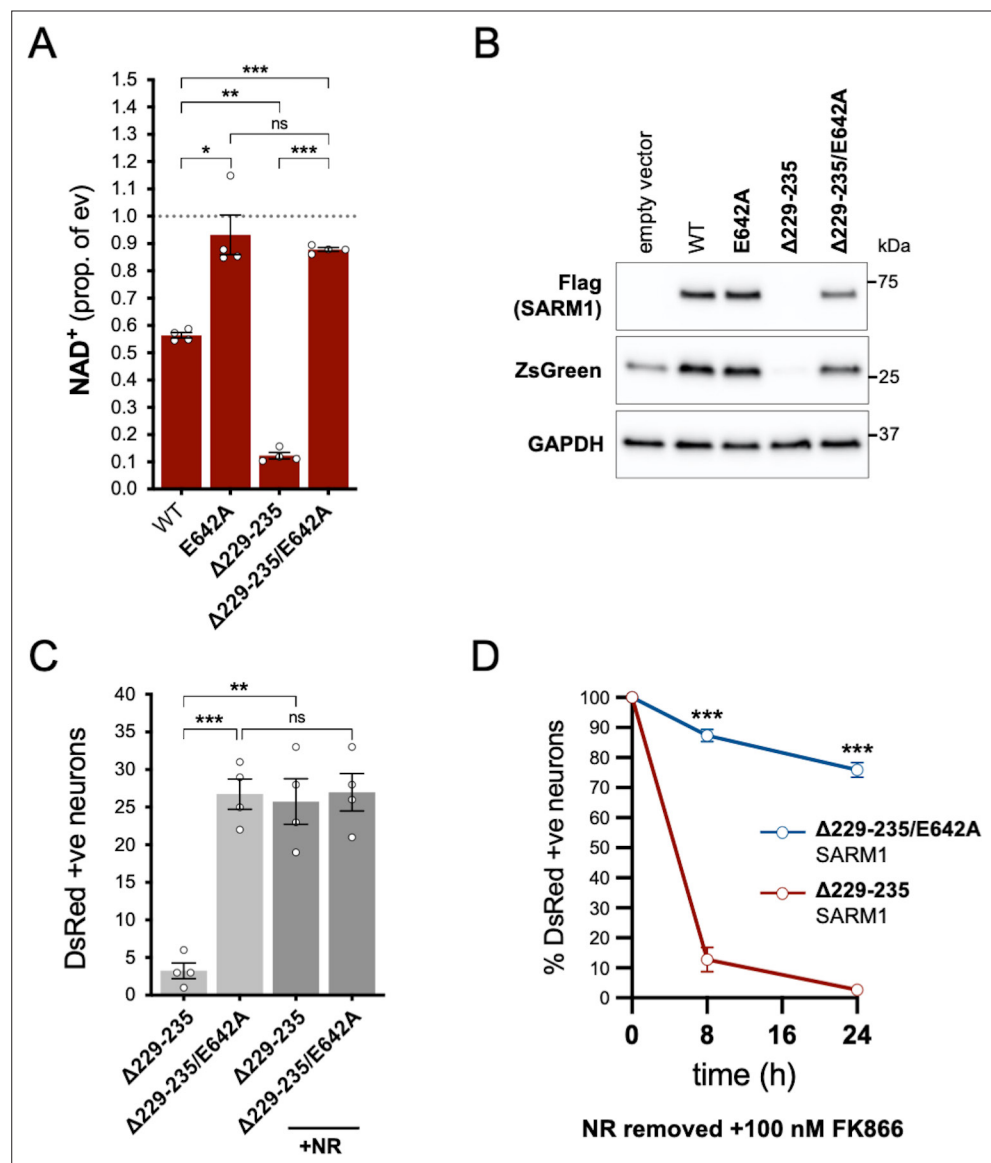 A
NAD+ (prop. of ev)
1.5
1.4
1.3
1.2
1.1
1.0
0.9
0.8
0.7
0.6
0.5
0.4
0.3
0.2
0.1
0.0
***
**
ns
*
***
WT
E642A
Δ229-235
Δ229-235/E642A
B
empty vector
WT
E642A
Δ229-235
Δ229-235/E642A
kDa
Flag
(SARM1)
75
ZsGreen
25
GAPDH
37
C
DsRed +ve neurons
40
35
30
25
20
15
10
5
0
**
***
ns
Δ229-235
Δ229-235/E642A
Δ229-235
Δ229-235/E642A
+NR
D
% DsRed +ve neurons
100
90
80
70
60
50
40
30
20
10
0
***
***
Δ229-235/E642A
SARM1
Δ229-235
SARM1
0
8
16
24
time (h)
NR removed +100 nM FK866